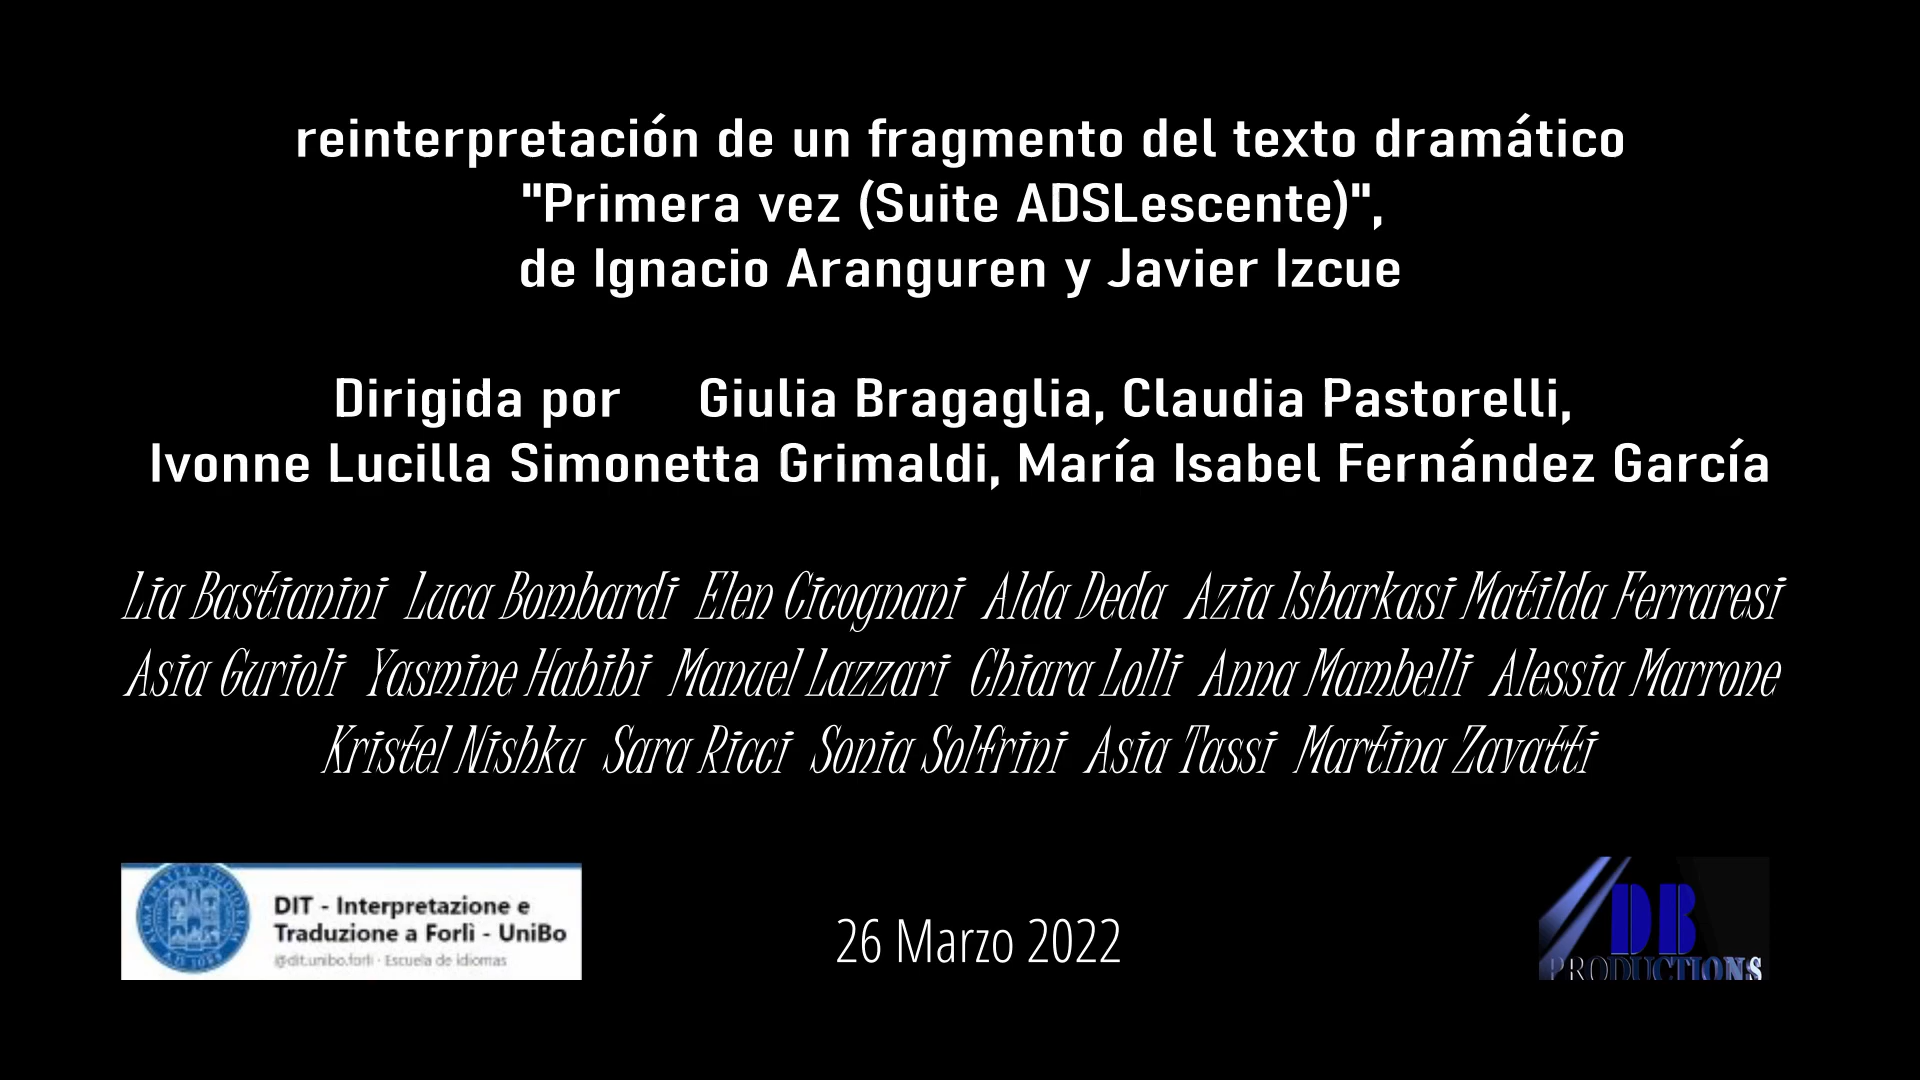 reinterpretación de un fragmento del texto dramático
"Primera vez (Suite ADSLescente)",
de Ignacio Aranguren y Javier Izcue
Dirigida por Giulia Bragaglia, Claudia Pastorelli,
Ivonne Lucilla Simonetta Grimaldi, María Isabel Fernández García
Lia Bastianini Luca Bombardi Elen Cicognani Alda Deda Azia Isharkasi Matilda Ferraresi
Asia Gurioli Yasmine Habibi Manuel Lazzari Chiara Lolli Anna Mambelli Alessia Marrone
Kristel Nishku Sara Ricci Sonia Solfrini Asia Tassi Martina Zavatti
DIT - Interpretazione e
Traduzione a Forlì - UniBo
@dit.unibo.forli · Escuela de idiomas
26 Marzo 2022
DB
PRODUCTIONS